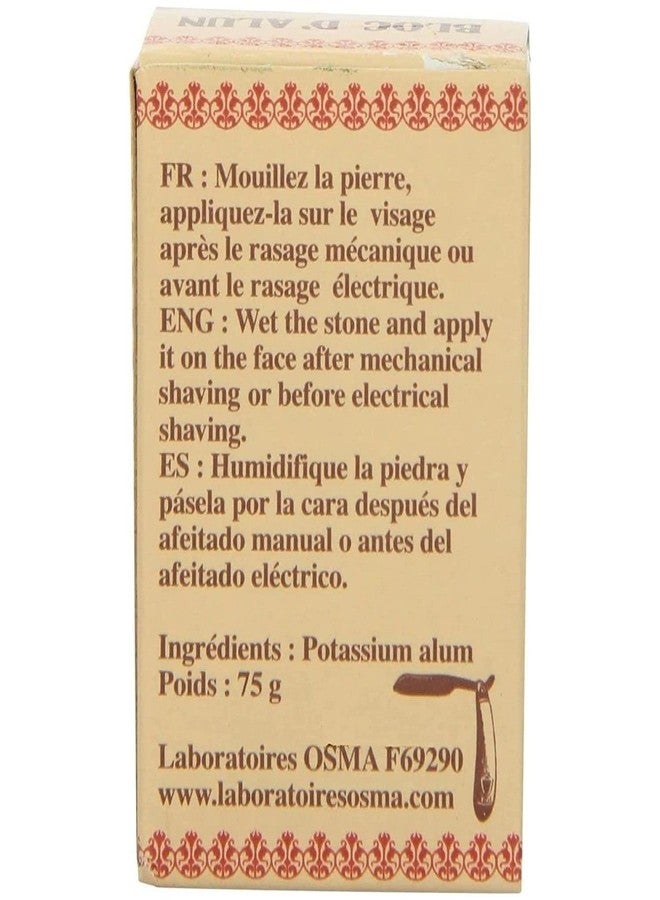 BLOC D'ALUN
FR : Mouillez la pierre,
appliquez-la sur le visage
après le rasage mécanique ou
avant le rasage électrique.
ENG : Wet the stone and apply
it on the face after mechanical
shaving or before electrical
shaving.
ES : Humidifique la piedra y
pásela por la cara después del
afeitado manual o antes del
afeitado eléctrico.
Ingrédients : Potassium alum
Poids : 75 g
Laboratoires OSMA F69290
www.laboratoiresosma.com